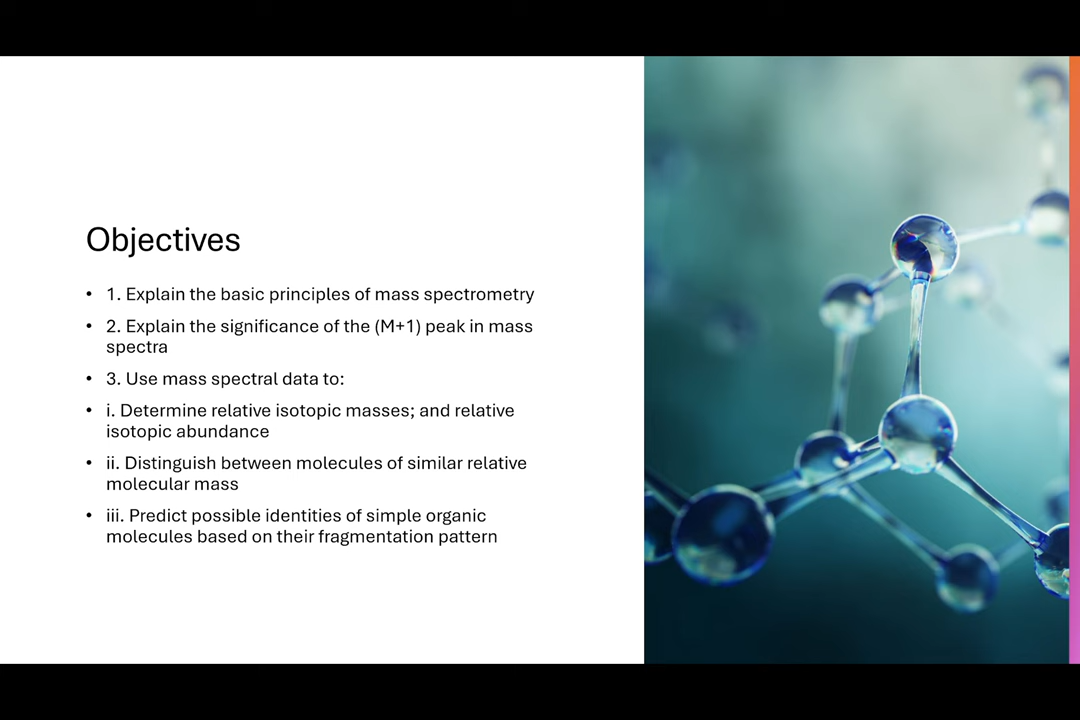 Objectives
• 1. Explain the basic principles of mass spectrometry
• 2. Explain the significance of the (M+1) peak in mass
spectra
• 3. Use mass spectral data to:
• i. Determine relative isotopic masses; and relative
isotopic abundance
• ii. Distinguish between molecules of similar relative
molecular mass
• iii. Predict possible identities of simple organic
molecules based on their fragmentation pattern